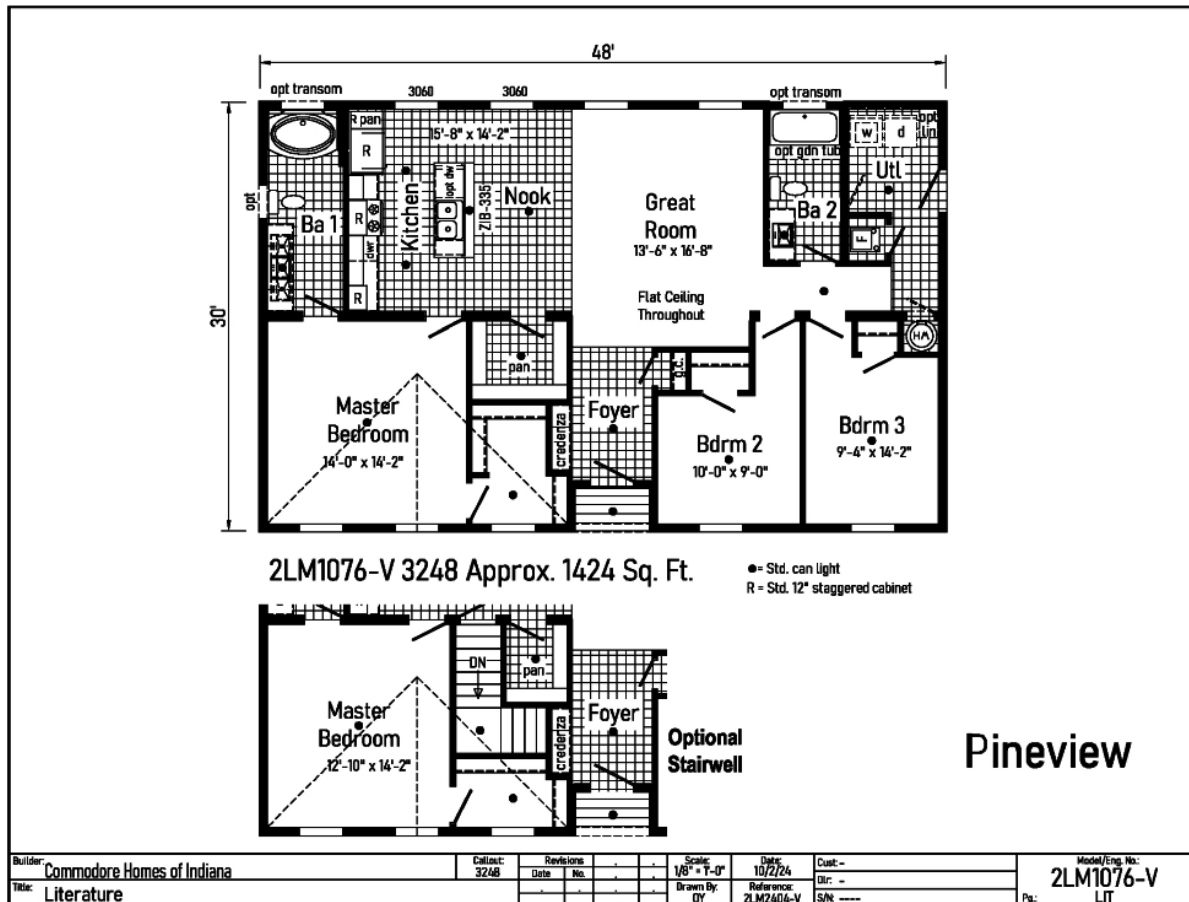 48'
opt transom
3060
3060
opt transom
30'
R pan
15'-8" x 14'-2"
opt gdn tub
w
d
opt lin
R
opt
Ba 1
Kitchen
R
dwr
R
opt dw
ZIB-335
Nook
Great
Room
13'-6" x 16'-8"
Flat Ceiling
Throughout
Ba 2
Utl
F
HW
pan
g.c.
Master
Bedroom
14'-0" x 14'-2"
credenza
Foyer
Bdrm 2
10'-0" x 9'-0"
Bdrm 3
9'-4" x 14'-2"
2LM1076-V 3248 Approx. 1424 Sq. Ft.
●= Std. can light
R = Std. 12" staggered cabinet
DN
pan
Master
Bedroom
12'-10" x 14'-2"
credenza
Foyer
Optional
Stairwell
Pineview
Builder: Commodore Homes of Indiana
Title: Literature
Callout:
3248
Revisions
Date No.
Scale:
1/8" = 1'-0"
Drawn By:
DY
Date:
10/2/24
Reference:
2LM2404-V
Cust: -
Dlr: -
S/N: ----
Model/Eng. No.:
2LM1076-V
Pg.: LIT